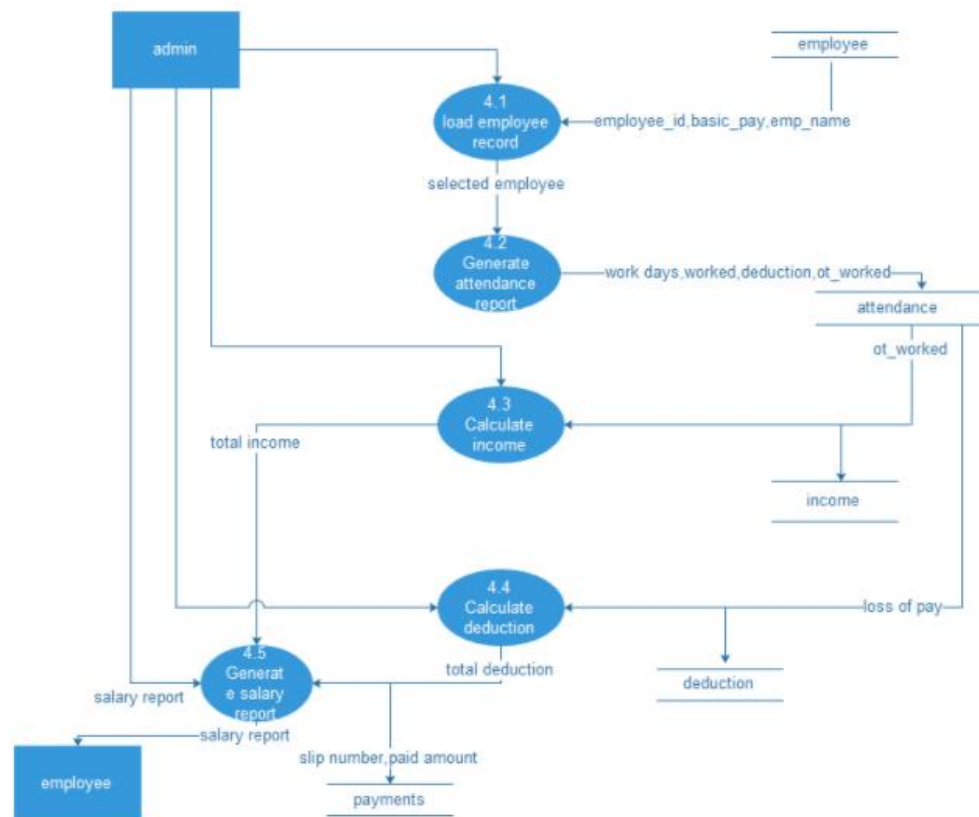 admin
employee
4.1
load employee
record
employee_id,basic_pay,emp_name
selected employee
4.2
Generate
attendance
report
work days,worked,deduction,ot_worked
attendance
ot_worked
4.3
Calculate
income
total income
income
4.4
Calculate
deduction
loss of pay
total deduction
4.5
Generat
e salary
report
deduction
salary report
salary report
slip number,paid amount
employee
payments